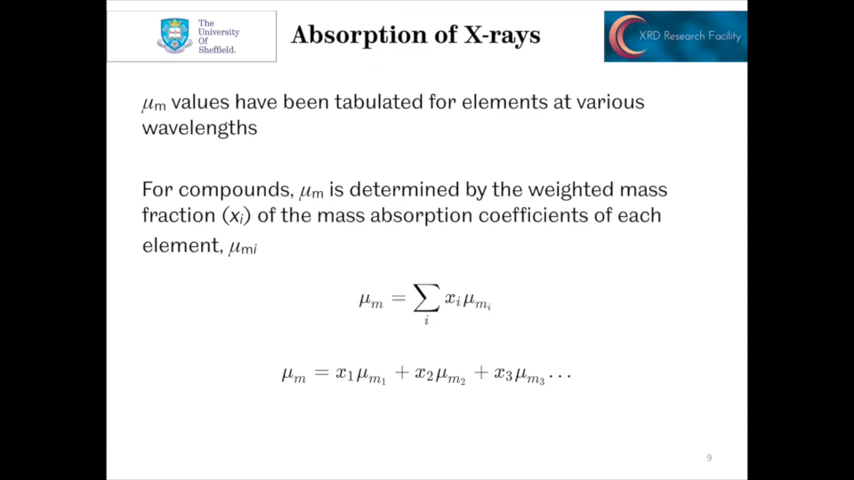 The
University
Of
Sheffield.
Absorption of X-rays
XRD Research Facility
μm values have been tabulated for elements at various
wavelengths
For compounds, μm is determined by the weighted mass
fraction (xi) of the mass absorption coefficients of each
element, μmi
μm = ∑i xi μmi
μm = x1μm1 + x2μm2 + x3μm3 ...
9